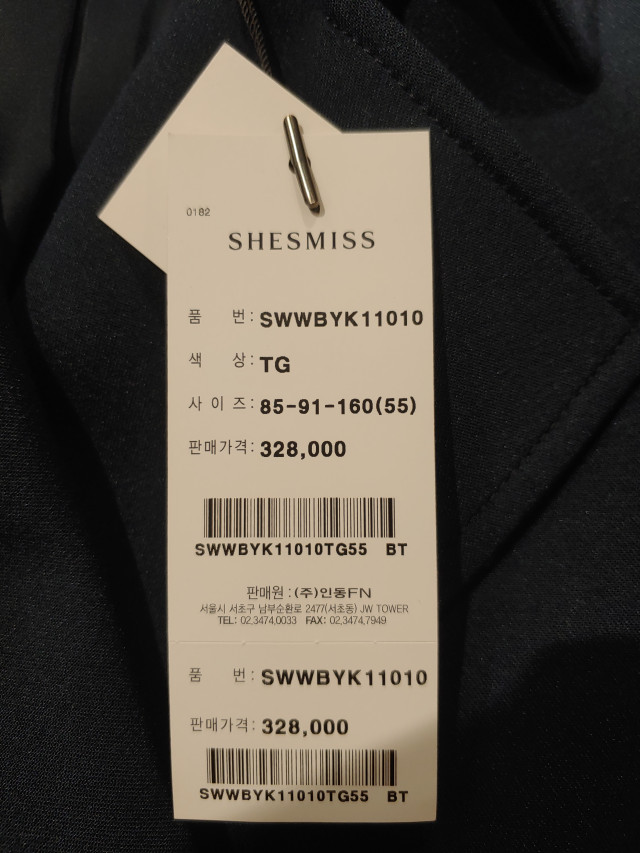 0182
SHESMISS
품 번: SWWBYK11010
색 상: TG
사 이 즈: 85-91-160(55)
판매가격: 328,000
SWWBYK11010TG55 BT
판매원 : (주)인동FN
서울시 서초구 남부순환로 2477(서초동) JW TOWER
TEL: 02.3474.0033 FAX: 02.3474.7949
품 번: SWWBYK11010
판매가격: 328,000
SWWBYK11010TG55 BT